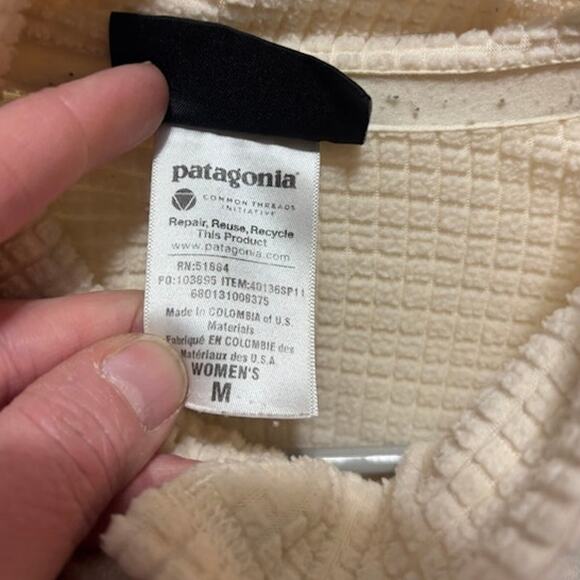 patagonia
COMMON THREADS
INITIATIVE
Repair, Reuse, Recycle
This Product
www.patagonia.com
RN:51884
PO:103895 ITEM:40136SP11
680131008375
Made in COLOMBIA of U.S.
Materials
Fabriqué EN COLOMBIE des
Matériaux des U.S.A.
WOMEN'S
M